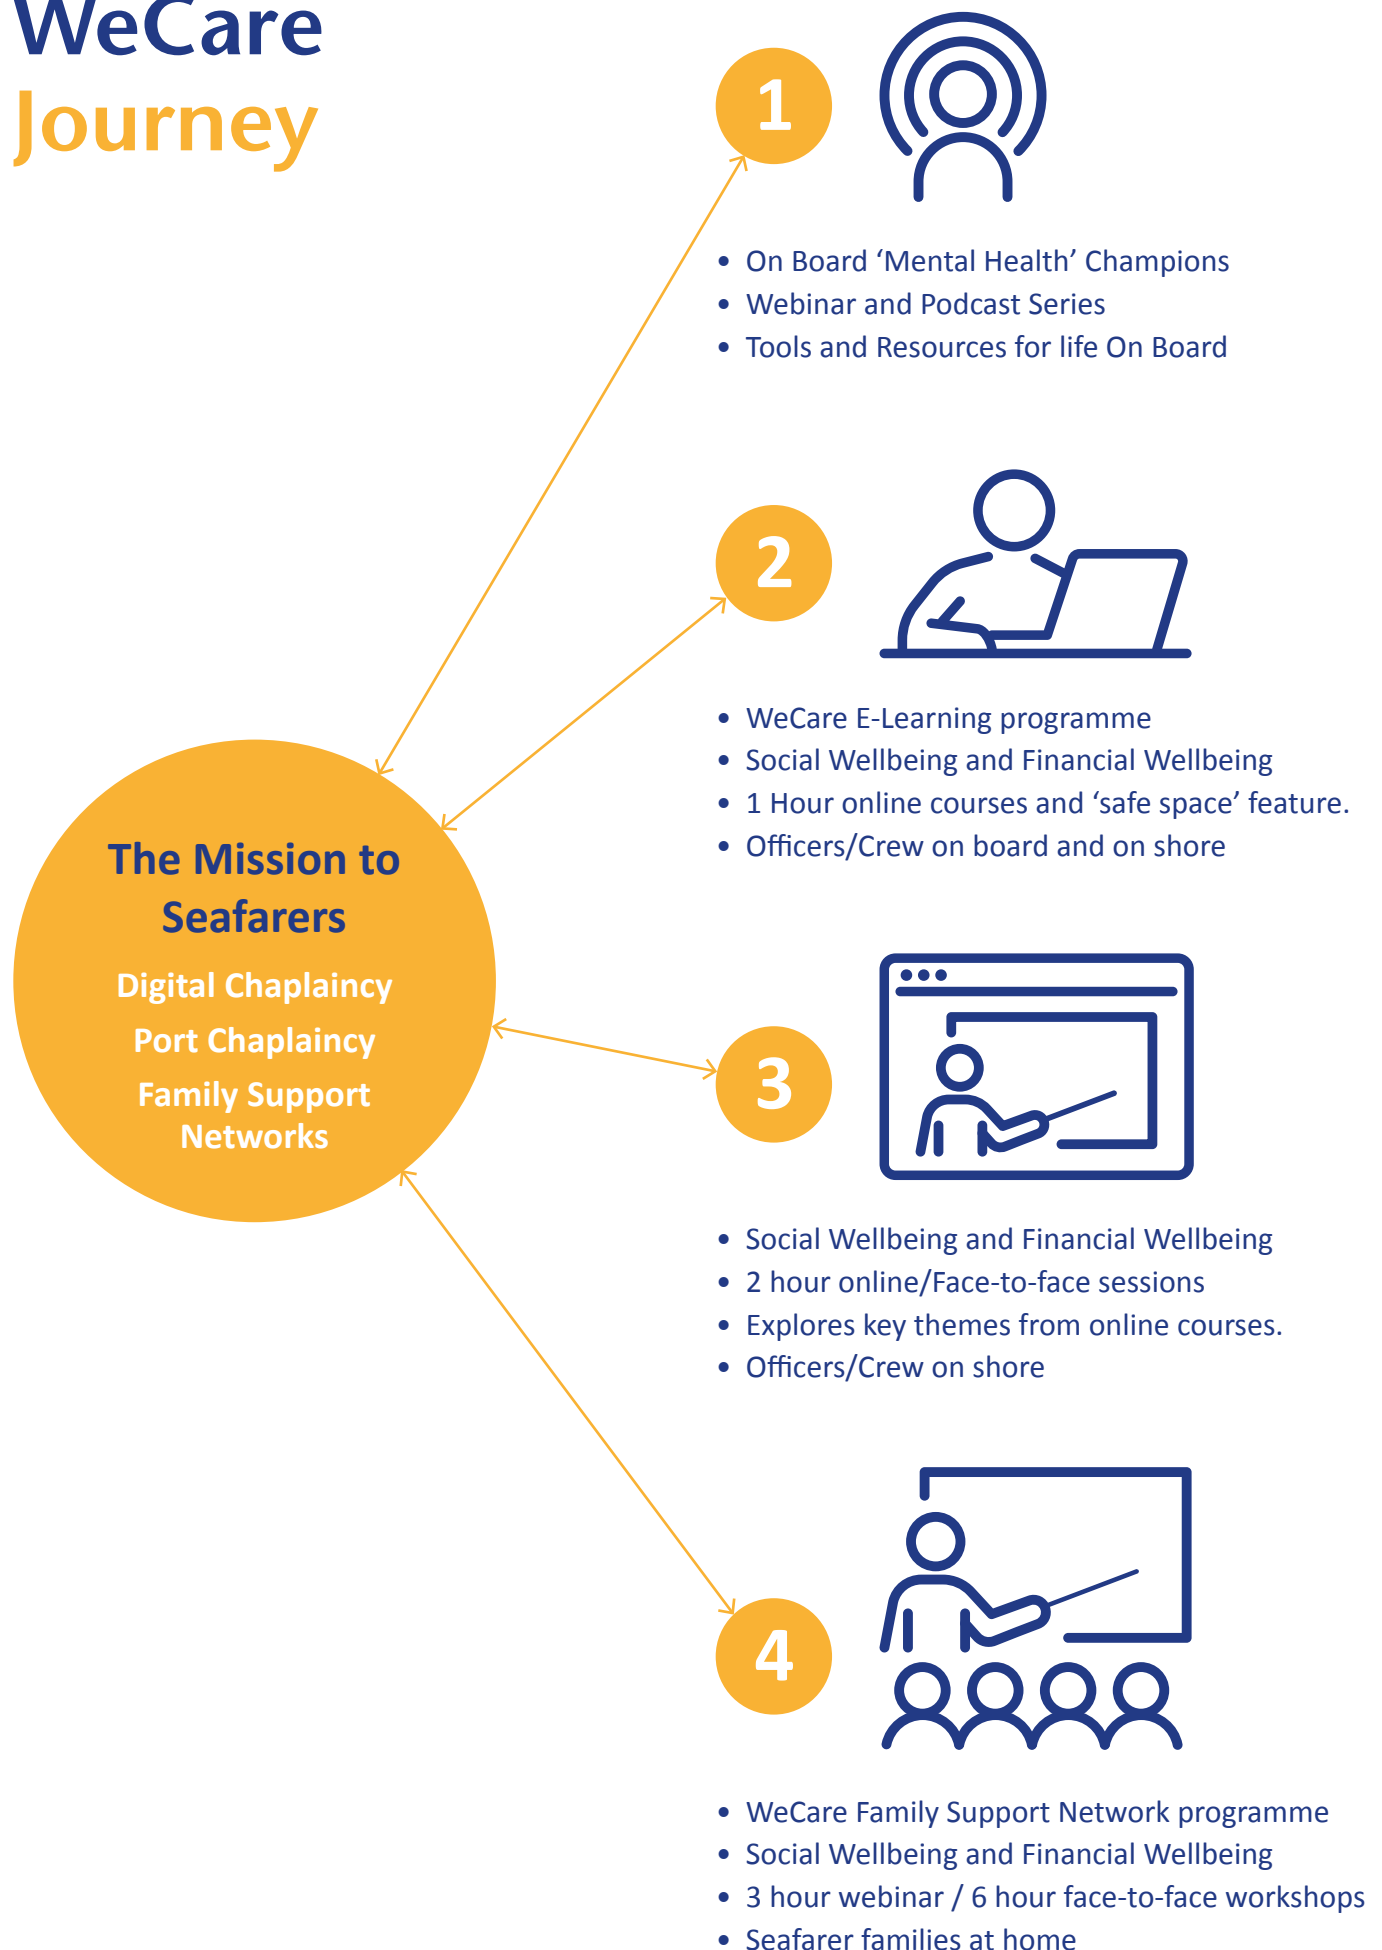 WeCare
Journey
1
• On Board ‘Mental Health’ Champions
• Webinar and Podcast Series
• Tools and Resources for life On Board
2
• WeCare E-Learning programme
• Social Wellbeing and Financial Wellbeing
• 1 Hour online courses and ‘safe space’ feature.
• Officers/Crew on board and on shore
The Mission to
Seafarers
Digital Chaplaincy
Port Chaplaincy
Family Support
Networks
3
• Social Wellbeing and Financial Wellbeing
• 2 hour online/Face-to-face sessions
• Explores key themes from online courses.
• Officers/Crew on shore
4
• WeCare Family Support Network programme
• Social Wellbeing and Financial Wellbeing
• 3 hour webinar / 6 hour face-to-face workshops
• Seafarer families at home